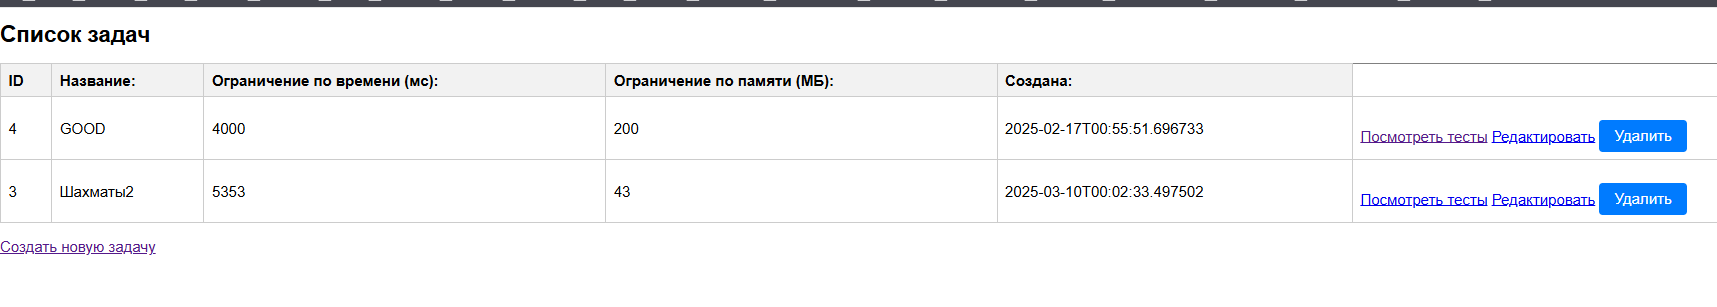 Список задач
ID Название: Ограничение по времени (мс): Ограничение по памяти (МБ): Создана:
4 GOOD 4000 200 2025-02-17T00:55:51.696733 Посмотреть тесты Редактировать Удалить
3 Шахматы2 5353 43 2025-03-10T00:02:33.497502 Посмотреть тесты Редактировать Удалить
Создать новую задачу